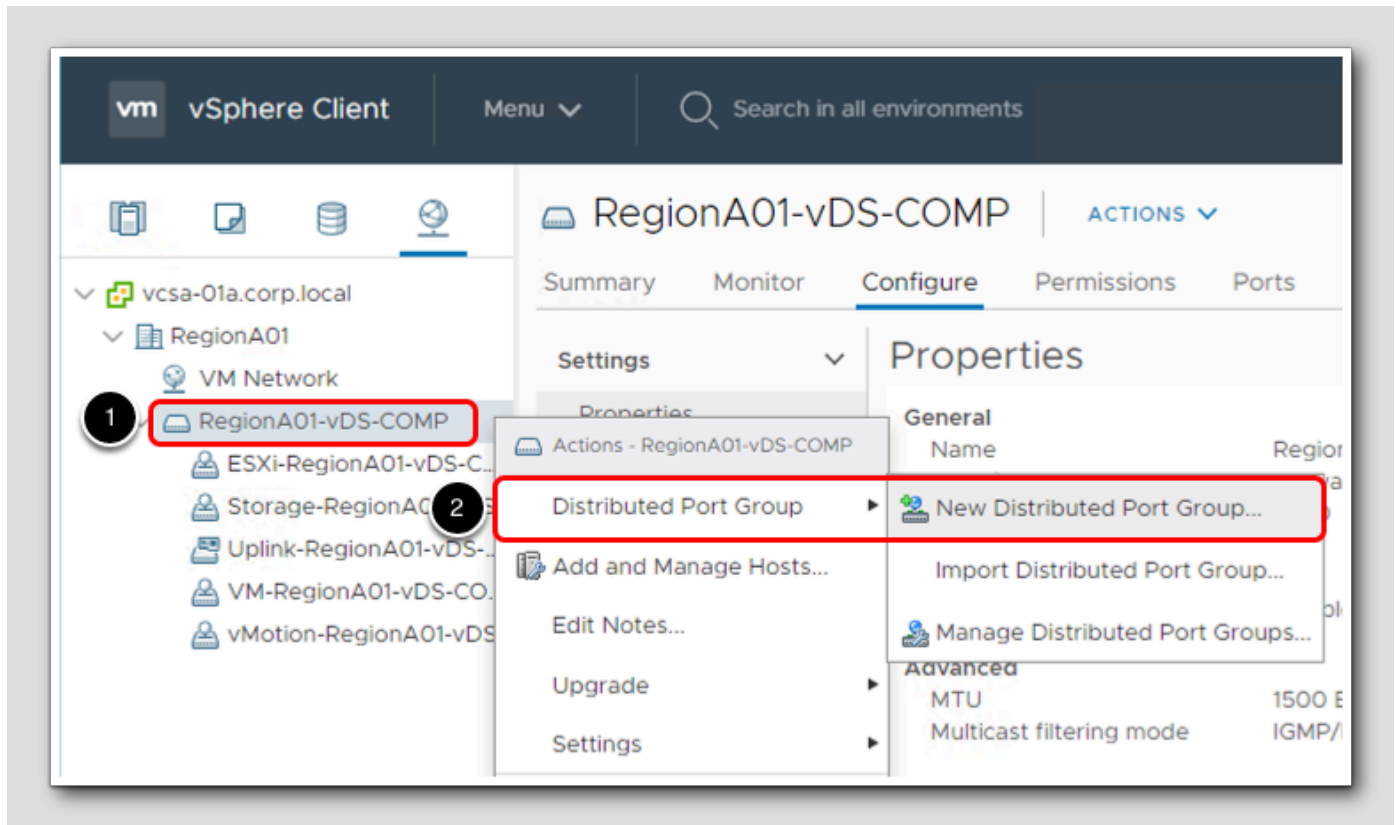 vm vSphere Client Menu Search in all environments
RegionA01-vDS-COMP ACTIONS
Summary Monitor Configure Permissions Ports
vcsa-01a.corp.local
RegionA01
VM Network
1 RegionA01-vDS-COMP
ESXi-RegionA01-vDS-C...
Storage-RegionA
Uplink-RegionA01-vDS-...
VM-RegionA01-vDS-CO.
vMotion-RegionA01-vDS
Settings
Properties
Properties
General
Name Region
Actions - RegionA01-vDS-COMP
2 Distributed Port Group
Add and Manage Hosts...
Edit Notes...
Upgrade
Settings
New Distributed Port Group...
Import Distributed Port Group...
Manage Distributed Port Groups...
Advanced
MTU 1500
Multicast filtering mode IGMP/